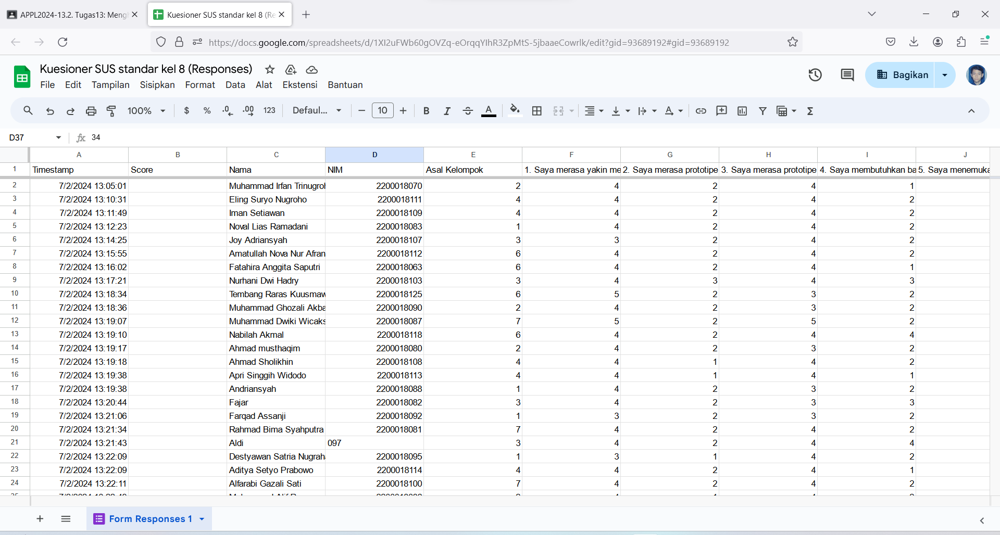 APPL2024-13.2. Tugas13: Mengh
Kuesioner SUS standar kel 8 (Re
https://docs.google.com/spreadsheets/d/1XI2uFWb60gOVZq-eOrqqYIhR3ZpMtS-5jbaaeCowrlk/edit?gid=93689192#gid=93689192
Kuesioner SUS standar kel 8 (Responses)
File Edit Tampilan Sisipkan Format Data Alat Ekstensi Bantuan
Bagikan
100% $ % .0 .00 123 Defaul... 10 B I A
D37 fx 34
A B C D E F G H I J
1 Timestamp Score Nama NIM Asal Kelompok 1. Saya merasa yakin me 2. Saya merasa prototipe 3. Saya merasa prototipe 4. Saya membutuhkan ba 5. Saya menemuka
2 7/2/2024 13:05:01 Muhammad Irfan Trinugroh 2200018070 2 4 2 4 1
3 7/2/2024 13:10:31 Eling Suryo Nugroho 2200018111 4 4 2 4 2
4 7/2/2024 13:11:49 Iman Setiawan 2200018109 4 4 2 4 2
5 7/2/2024 13:12:23 Noval Lias Ramadani 2200018083 1 4 2 4 2
6 7/2/2024 13:14:25 Joy Adriansyah 2200018107 3 3 2 4 2
7 7/2/2024 13:15:55 Amatullah Nova Nur Afran 2200018112 6 4 2 4 2
8 7/2/2024 13:16:02 Fatahira Anggita Saputri 2200018063 6 4 2 4 1
9 7/2/2024 13:17:21 Nurhani Dwi Hadry 2200018103 3 4 3 4 3
10 7/2/2024 13:18:34 Tembang Raras Kuusmaw 2200018125 6 5 2 3 2
11 7/2/2024 13:18:36 Muhammad Ghozali Akba 2200018090 2 4 2 3 2
12 7/2/2024 13:19:07 Muhammad Dwiki Wicaks 2200018087 7 5 2 5 2
13 7/2/2024 13:19:10 Nabilah Akmal 2200018118 6 4 2 4 4
14 7/2/2024 13:19:17 Ahmad musthaqim 2200018080 2 4 2 3 2
15 7/2/2024 13:19:18 Ahmad Sholikhin 2200018108 4 4 1 4 2
16 7/2/2024 13:19:38 Apri Singgih Widodo 2200018113 4 4 1 4 1
17 7/2/2024 13:19:38 Andriansyah 2200018088 1 4 2 3 2
18 7/2/2024 13:20:44 Fajar 2200018082 3 4 2 3 3
19 7/2/2024 13:21:06 Farqad Assanji 2200018092 1 3 2 3 2
20 7/2/2024 13:21:34 Rahmad Bima Syahputra 2200018081 7 4 2 4 2
21 7/2/2024 13:21:43 Aldi 097 3 4 2 4 4
22 7/2/2024 13:22:09 Destyawan Satria Nugrah 2200018095 1 3 1 4 2
23 7/2/2024 13:22:09 Aditya Setyo Prabowo 2200018114 4 4 2 4 1
24 7/2/2024 13:22:11 Alfarabi Gazali Sati 2200018100 7 4 2 4 2
Form Responses 1